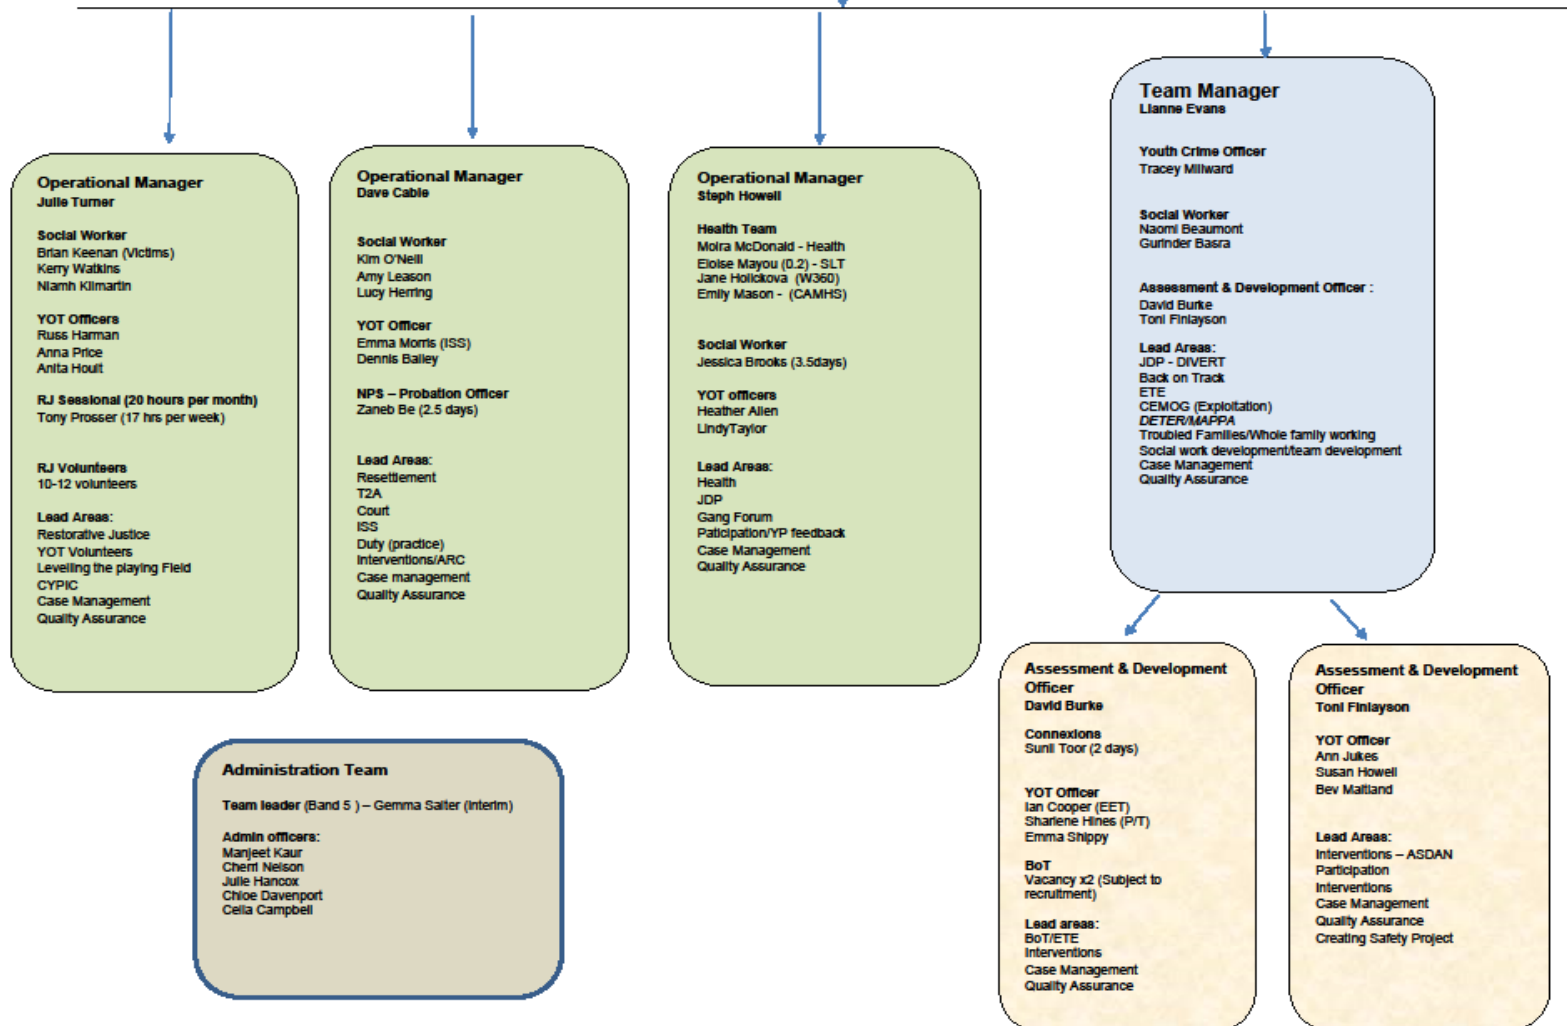 Operational Manager
Julie Turner
Social Worker
Brian Keenan (Victims)
Kerry Watkins
Niamh Kilmartin
YOT Officers
Russ Harman
Anna Price
Anita Hoult
RJ Sessional (20 hours per month)
Tony Prosser (17 hrs per week)
RJ Volunteers
10-12 volunteers
Lead Areas:
Restorative Justice
YOT Volunteers
Levelling the playing Field
CYPIC
Case Management
Quality Assurance
Operational Manager
Dave Cable
Social Worker
Kim O'Neill
Amy Leason
Lucy Herring
YOT Officer
Emma Morris (ISS)
Dennis Bailey
NPS – Probation Officer
Zaneb Be (2.5 days)
Lead Areas:
Resettlement
T2A
Court
ISS
Duty (practice)
Interventions/ARC
Case management
Quality Assurance
Operational Manager
Steph Howell
Health Team
Moira McDonald - Health
Eloise Mayou (0.2) - SLT
Jane Holickova (W360)
Emily Mason - (CAMHS)
Social Worker
Jessica Brooks (3.5days)
YOT officers
Heather Allen
LindyTaylor
Lead Areas:
Health
JDP
Gang Forum
Paticipation/YP feedback
Case Management
Quality Assurance
Team Manager
Lianne Evans
Youth Crime Officer
Tracey Millward
Social Worker
Naomi Beaumont
Gurinder Basra
Assessment & Development Officer :
David Burke
Toni Finlayson
Lead Areas:
JDP - DIVERT
Back on Track
ETE
CEMOG (Exploitation)
DETER/MAPPA
Troubled Families/Whole family working
Social work development/team development
Case Management
Quality Assurance
Assessment & Development
Officer
David Burke
Connexions
Sunil Toor (2 days)
YOT Officer
Ian Cooper (EET)
Sharlene Hines (P/T)
Emma Shippy
BoT
Vacancy x2 (Subject to
recruitment)
Lead areas:
BoT/ETE
Interventions
Case Management
Quality Assurance
Assessment & Development
Officer
Toni Finlayson
YOT Officer
Ann Jukes
Susan Howell
Bev Maitland
Lead Areas:
Interventions – ASDAN
Participation
Interventions
Case Management
Quality Assurance
Creating Safety Project
Administration Team
Team leader (Band 5 ) – Gemma Salter (Interim)
Admin officers:
Manjeet Kaur
Cherri Nelson
Julie Hancox
Chloe Davenport
Celia Campbell